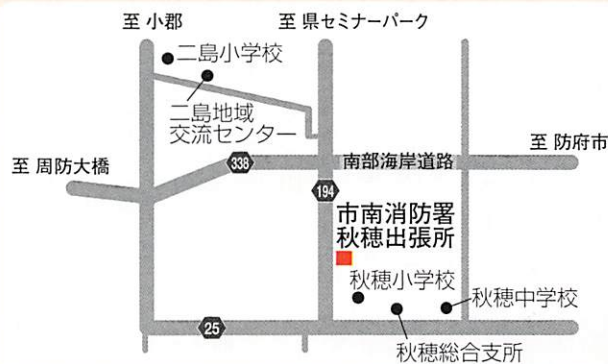 至 小郡
至 県セミナーパーク
二島小学校
二島地域
交流センター
至 防府市
338
南部海岸道路
至 周防大橋
194
市南消防署
秋穂出張所
秋穂小学校
秋穂中学校
25
秋穂総合支所